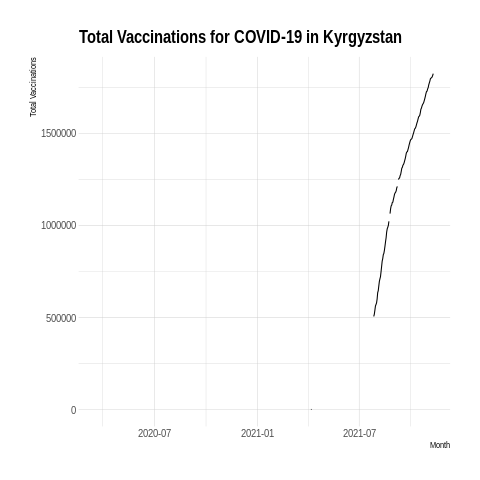 Total Vaccinations for COVID-19 in Kyrgyzstan
Total Vaccinations
1500000
1000000
500000
0
2020-07 2021-01 2021-07
Month